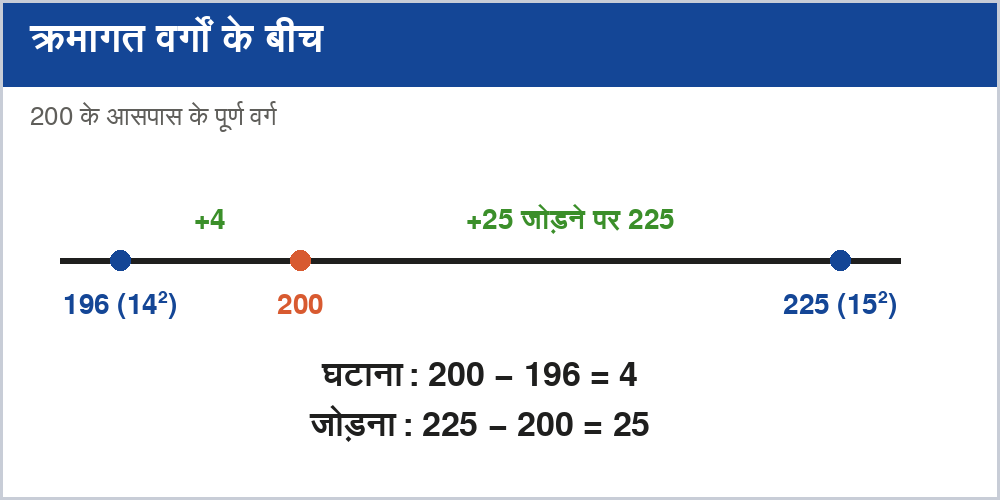 क्रमागत वर्गों के बीच
200 के आसपास के पूर्ण वर्ग
+4
+25 जोड़ने पर 225
196 (14²)
200
225 (15²)
घटाना : 200 − 196 = 4
जोड़ना : 225 − 200 = 25